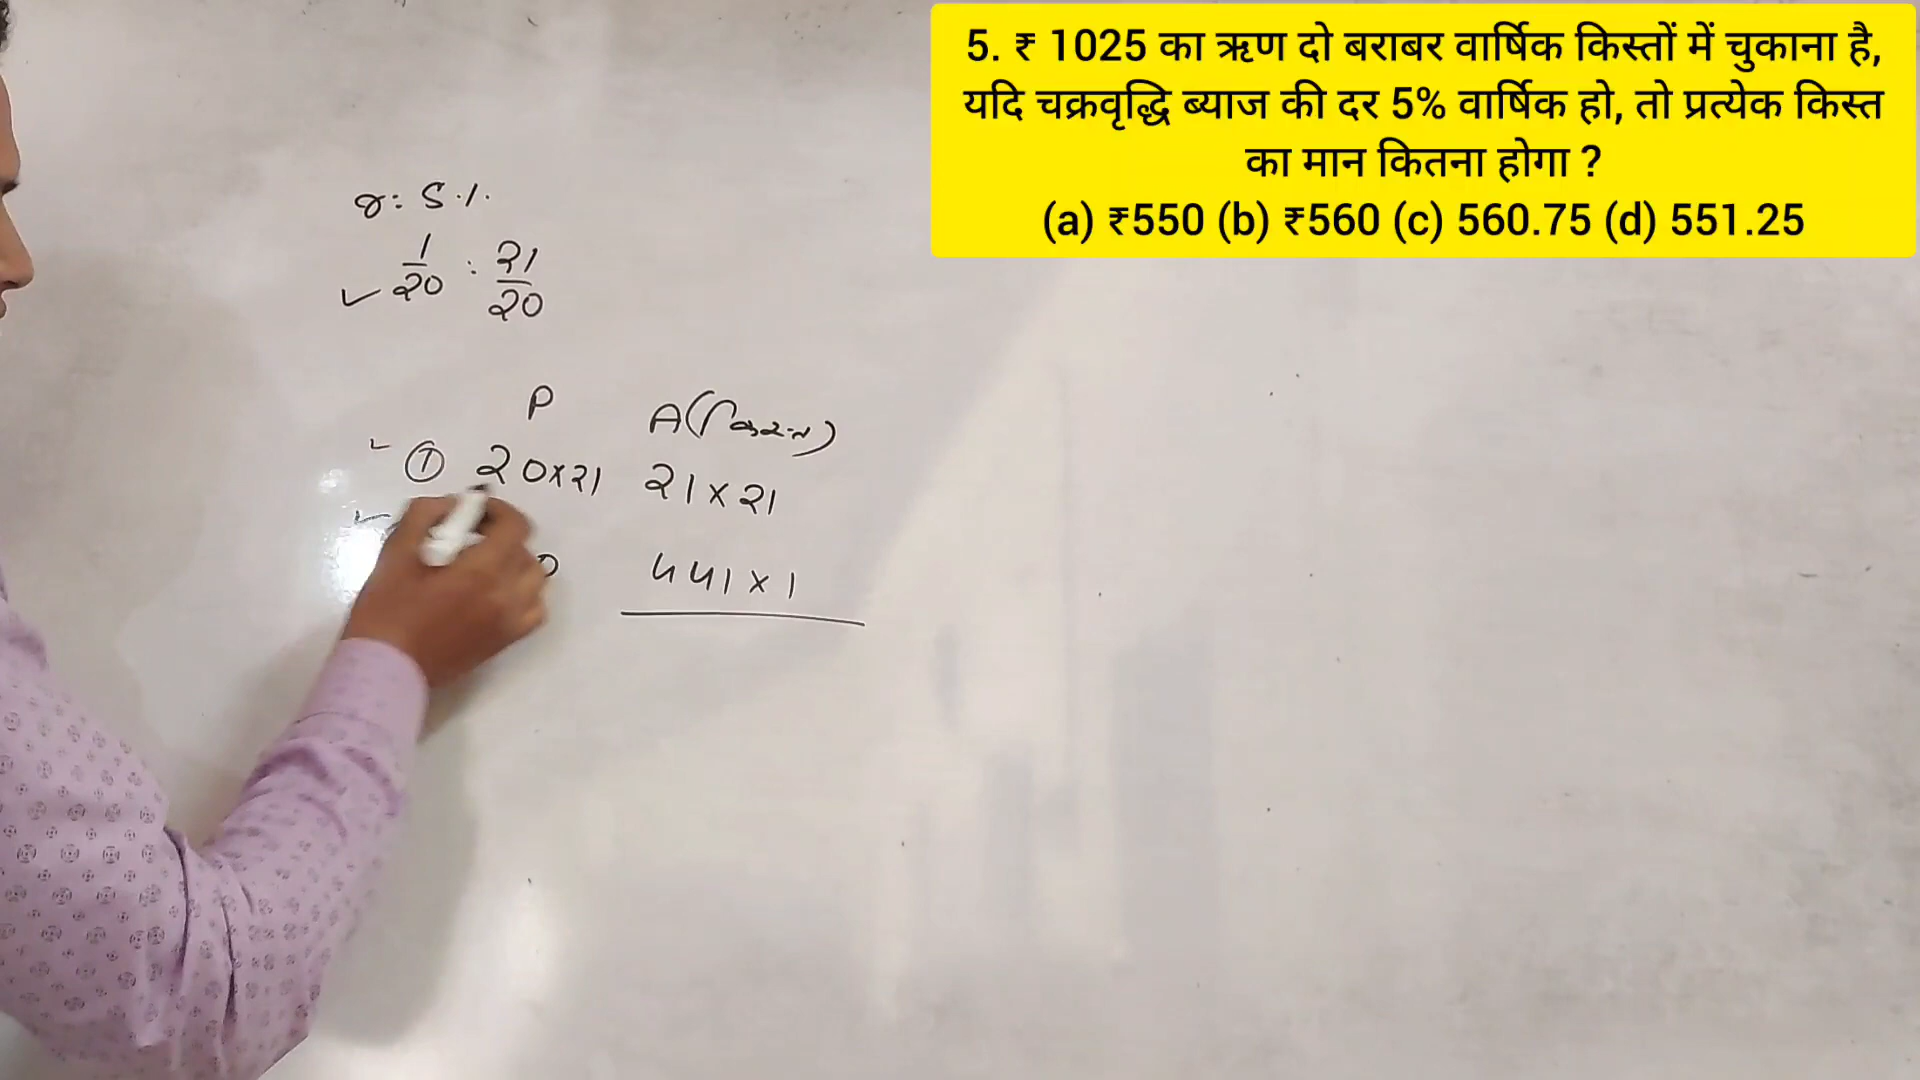 5. ₹ 1025 का ऋण दो बराबर वार्षिक किस्तों में चुकाना है,
यदि चक्रवृद्धि ब्याज की दर 5% वार्षिक हो, तो प्रत्येक किस्त
का मान कितना होगा ?
(a) ₹550 (b) ₹560 (c) 560.75 (d) 551.25
r: 5.1.
1/20 : 21/20
P A(किस्त)
① 20×21 21×21
441×1